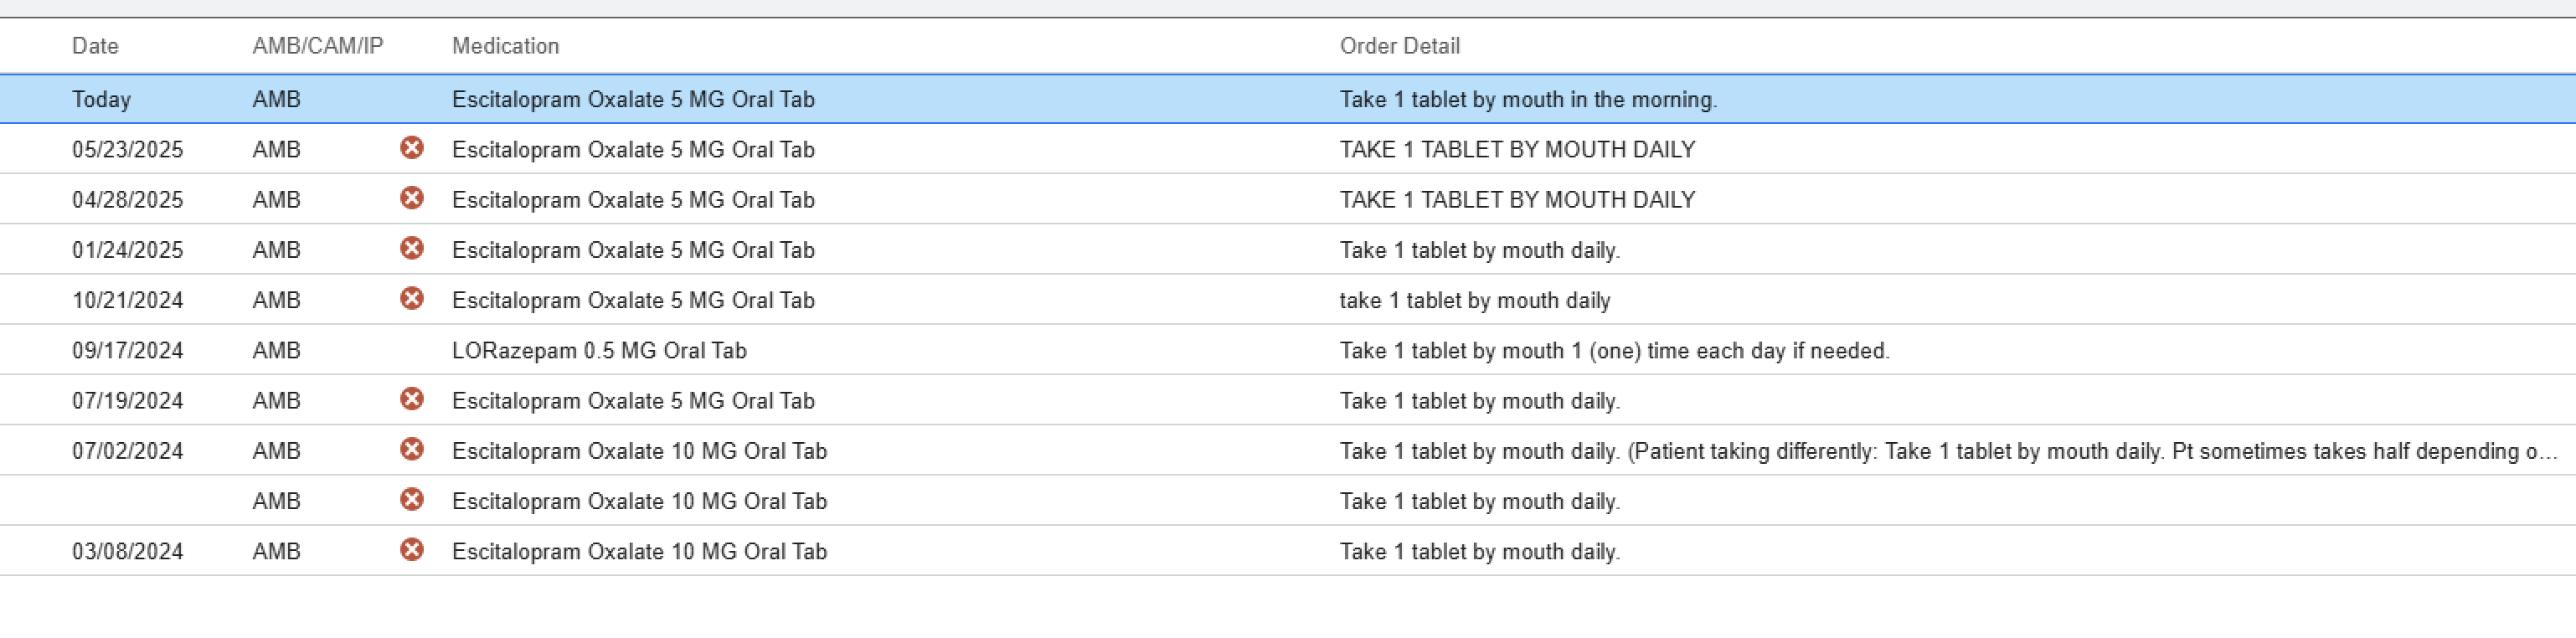 Date AMB/CAM/IP Medication Order Detail
Today AMB Escitalopram Oxalate 5 MG Oral Tab Take 1 tablet by mouth in the morning.
05/23/2025 AMB Escitalopram Oxalate 5 MG Oral Tab TAKE 1 TABLET BY MOUTH DAILY
04/28/2025 AMB Escitalopram Oxalate 5 MG Oral Tab TAKE 1 TABLET BY MOUTH DAILY
01/24/2025 AMB Escitalopram Oxalate 5 MG Oral Tab Take 1 tablet by mouth daily.
10/21/2024 AMB Escitalopram Oxalate 5 MG Oral Tab take 1 tablet by mouth daily
09/17/2024 AMB LORazepam 0.5 MG Oral Tab Take 1 tablet by mouth 1 (one) time each day if needed.
07/19/2024 AMB Escitalopram Oxalate 5 MG Oral Tab Take 1 tablet by mouth daily.
07/02/2024 AMB Escitalopram Oxalate 10 MG Oral Tab Take 1 tablet by mouth daily. (Patient taking differently: Take 1 tablet by mouth daily. Pt sometimes takes half depending o...
AMB Escitalopram Oxalate 10 MG Oral Tab Take 1 tablet by mouth daily.
03/08/2024 AMB Escitalopram Oxalate 10 MG Oral Tab Take 1 tablet by mouth daily.